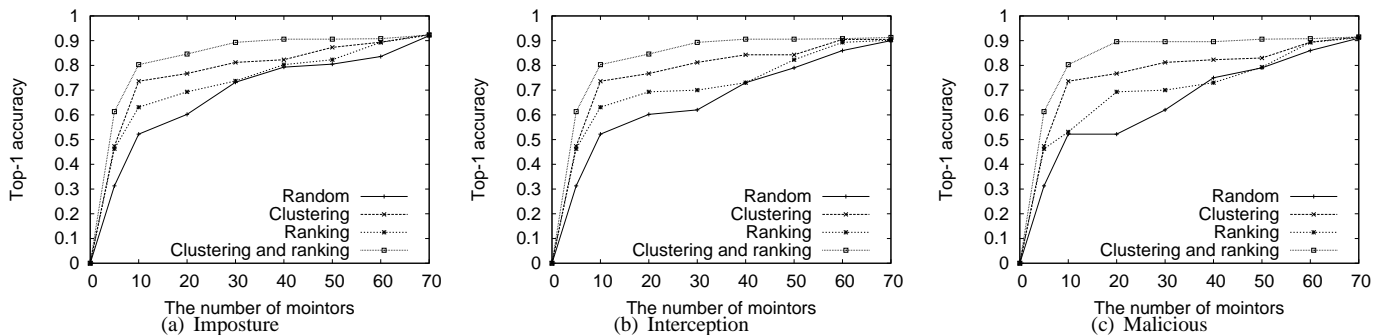 Top-1 accuracy
1
0.9
0.8
0.7
0.6
0.5
0.4
0.3
0.2
0.1
0
Random
Clustering
Ranking
Clustering and ranking
0 10 20 30 40 50 60 70
The number of mointors
(a) Imposture
Top-1 accuracy
1
0.9
0.8
0.7
0.6
0.5
0.4
0.3
0.2
0.1
0
Random
Clustering
Ranking
Clustering and ranking
0 10 20 30 40 50 60 70
The number of mointors
(b) Interception
Top-1 accuracy
1
0.9
0.8
0.7
0.6
0.5
0.4
0.3
0.2
0.1
0
Random
Clustering
Ranking
Clustering and ranking
0 10 20 30 40 50 60 70
The number of mointors
(c) Malicious